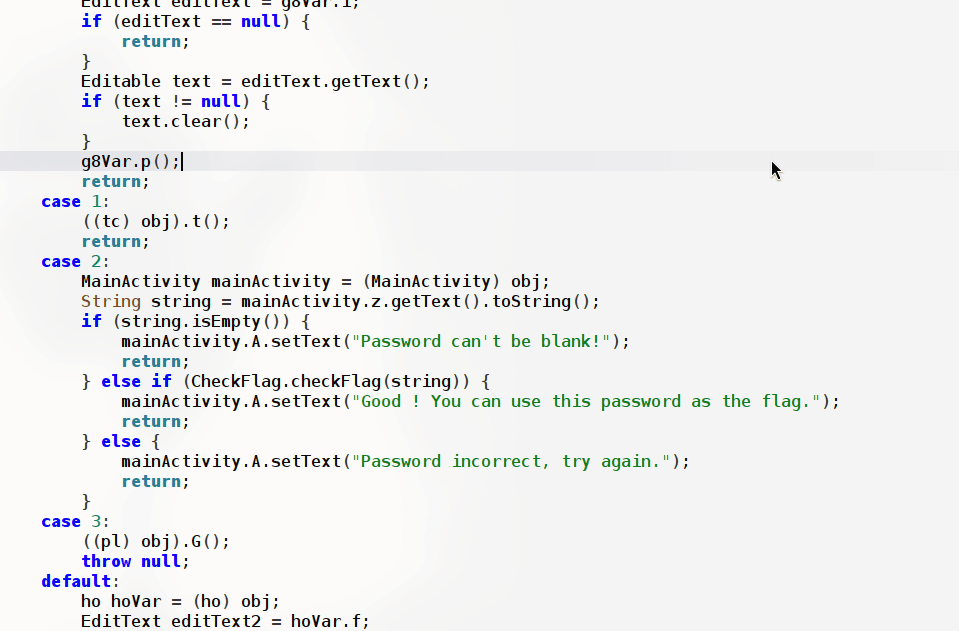 EditText editText = g8Var.i;
if (editText == null) {
return;
}
Editable text = editText.getText();
if (text != null) {
text.clear();
}
g8Var.p();
return;
case 1:
((tc) obj).t();
return;
case 2:
MainActivity mainActivity = (MainActivity) obj;
String string = mainActivity.z.getText().toString();
if (string.isEmpty()) {
mainActivity.A.setText("Password can't be blank!");
return;
} else if (CheckFlag.checkFlag(string)) {
mainActivity.A.setText("Good ! You can use this password as the flag.");
return;
} else {
mainActivity.A.setText("Password incorrect, try again.");
return;
}
case 3:
((pl) obj).G();
throw null;
default:
ho hoVar = (ho) obj;
EditText editText2 = hoVar.f;